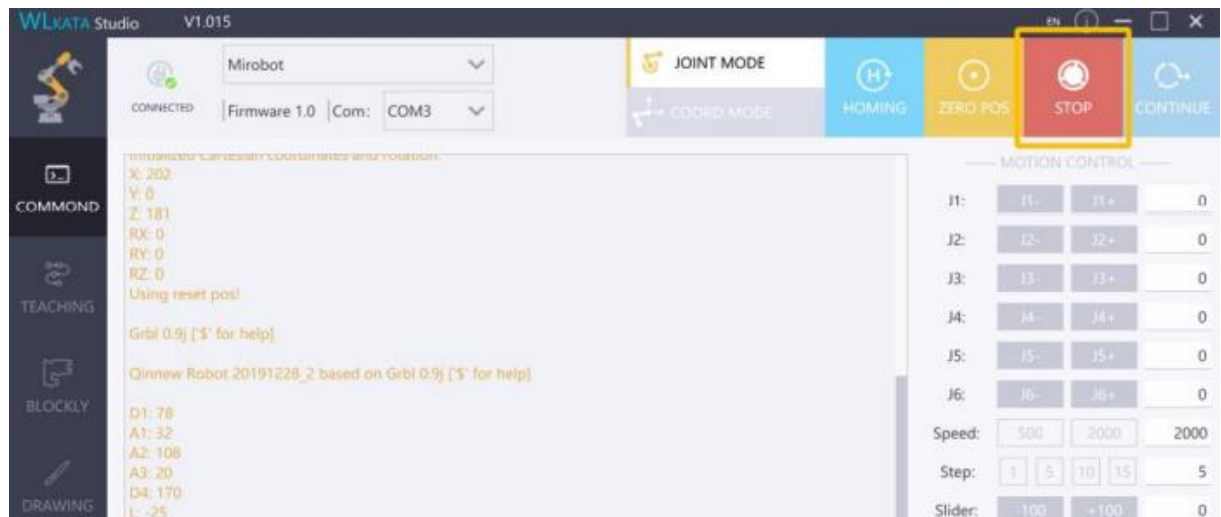 WLKATA Studio V1.015 EN
Mirobot
CONNECTED Firmware 1.0 Com: COM3
JOINT MODE
COORD MODE
HOMING
ZERO POS
STOP
CONTINUE
COMMOND
TEACHING
BLOCKLY
DRAWING
Initialized Cartesian coordinates and rotation.
X: 202
Y: 0
Z: 181
RX: 0
RY: 0
RZ: 0
Using reset pos!
Grbl 0.9j ['$' for help]
Qinnew Robot 20191228_2 based on Grbl 0.9j ['$' for help]
D1: 78
A1: 32
A2: 108
A3: 20
D4: 170
L: -25
MOTION CONTROL
J1: J1- J1+ 0
J2: J2- J2+ 0
J3: J3- J3+ 0
J4: J4- J4+ 0
J5: J5- J5+ 0
J6: J6- J6+ 0
Speed: 500 2000 2000
Step: 1 5 10 15 5
Slider: -100 +100 0